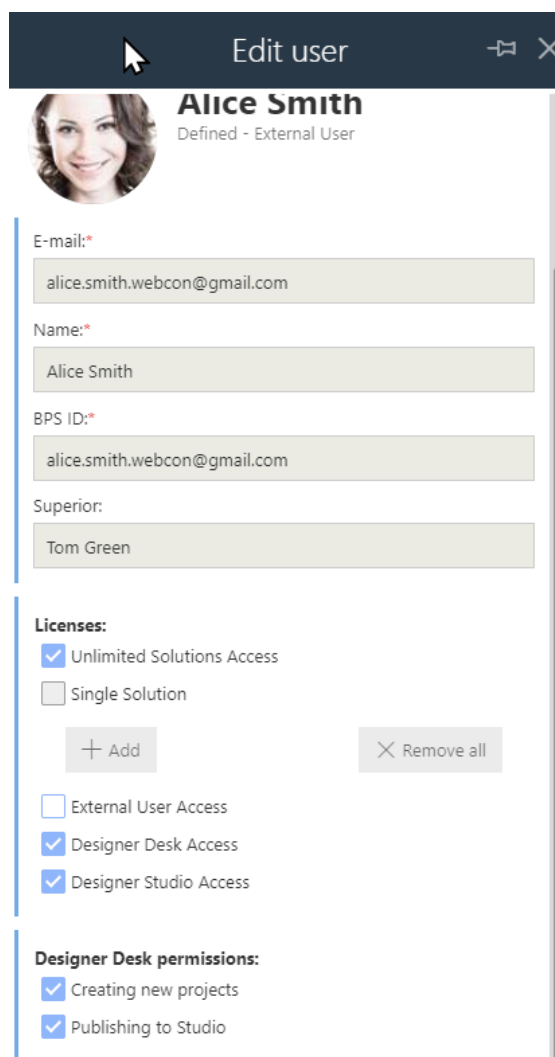 Edit user
Alice Smith
Defined - External User
E-mail:*
alice.smith.webcon@gmail.com
Name:*
Alice Smith
BPS ID:*
alice.smith.webcon@gmail.com
Superior:
Tom Green
Licenses:
Unlimited Solutions Access
Single Solution
Add
Remove all
External User Access
Designer Desk Access
Designer Studio Access
Designer Desk permissions:
Creating new projects
Publishing to Studio